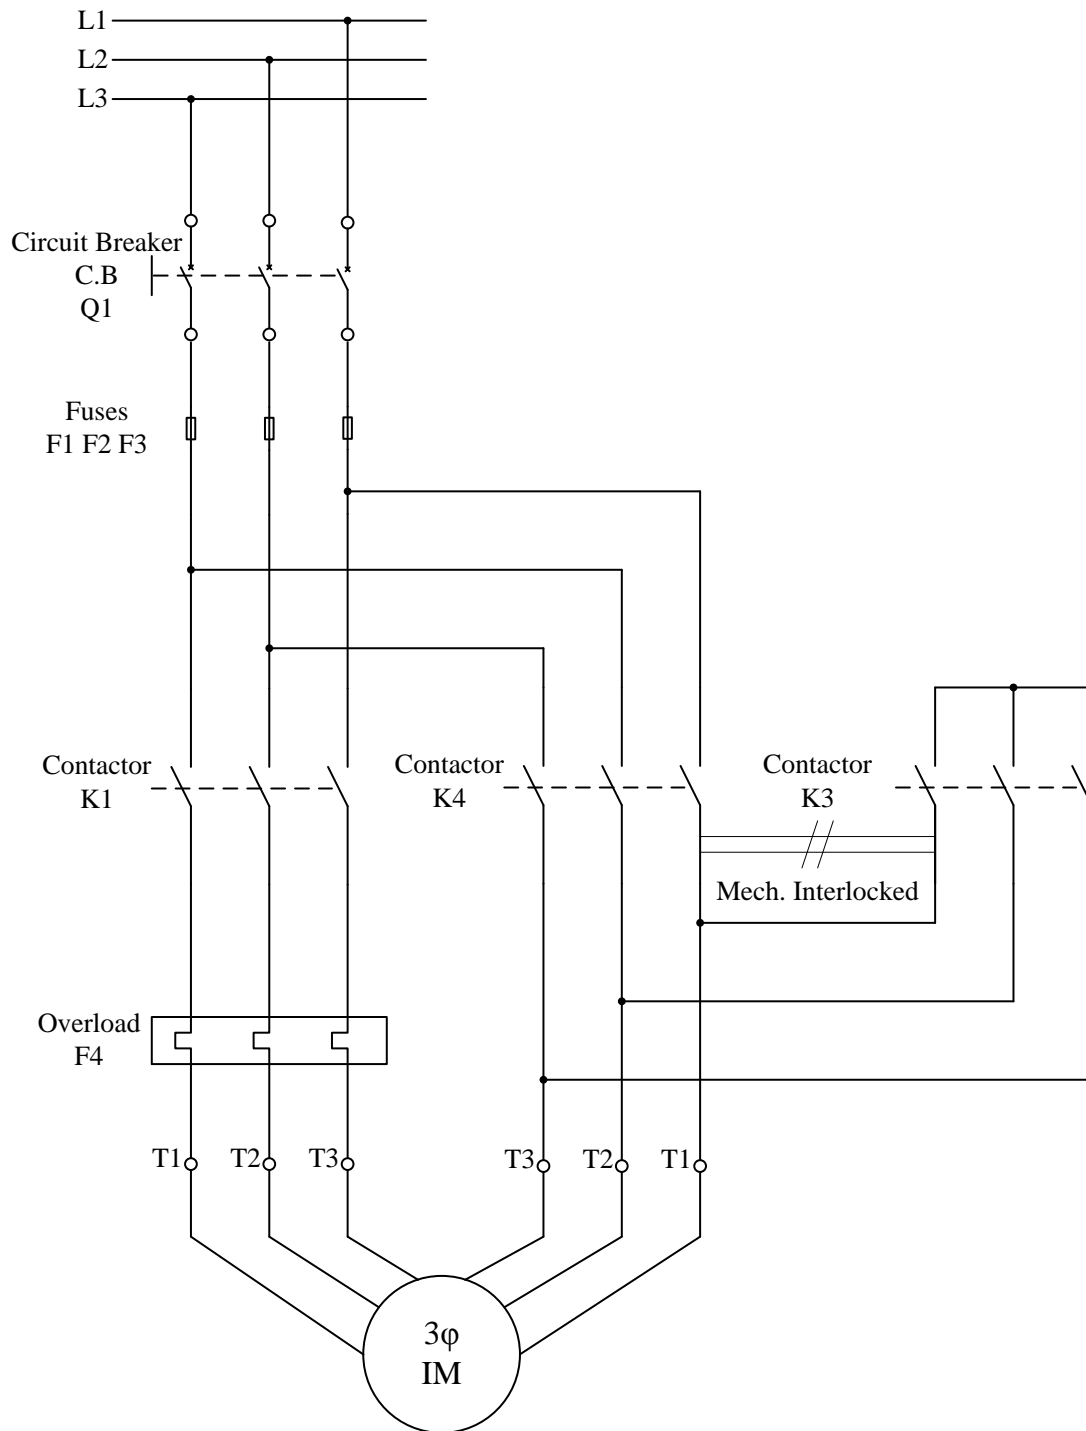 L1
L2
L3
Circuit Breaker
C.B
Q1
Fuses
F1 F2 F3
Contactor
K1
Contactor
K4
Contactor
K3
Mech. Interlocked
Overload
F4
T1
T2
T3
T3
T2
T1
3φ
IM